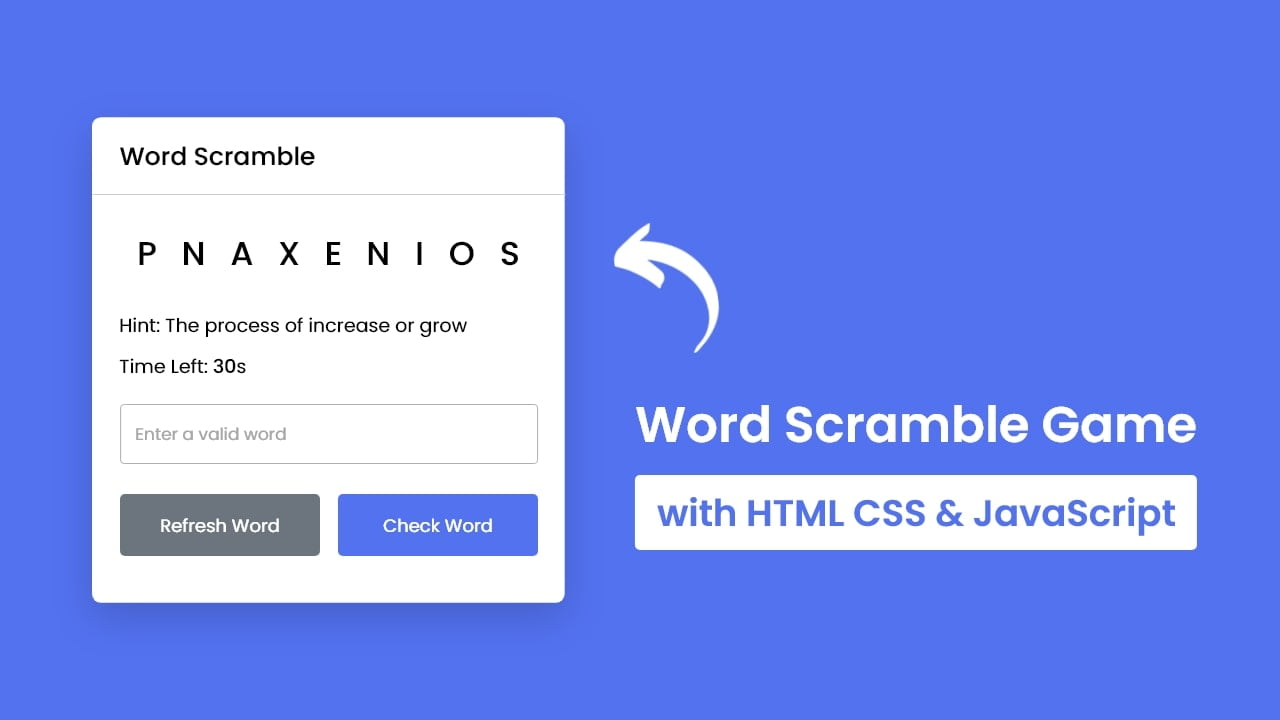 Word Scramble
P N A X E N I O S
Hint: The process of increase or grow
Time Left: 30s
Enter a valid word
Refresh Word
Check Word
Word Scramble Game
with HTML CSS & JavaScript